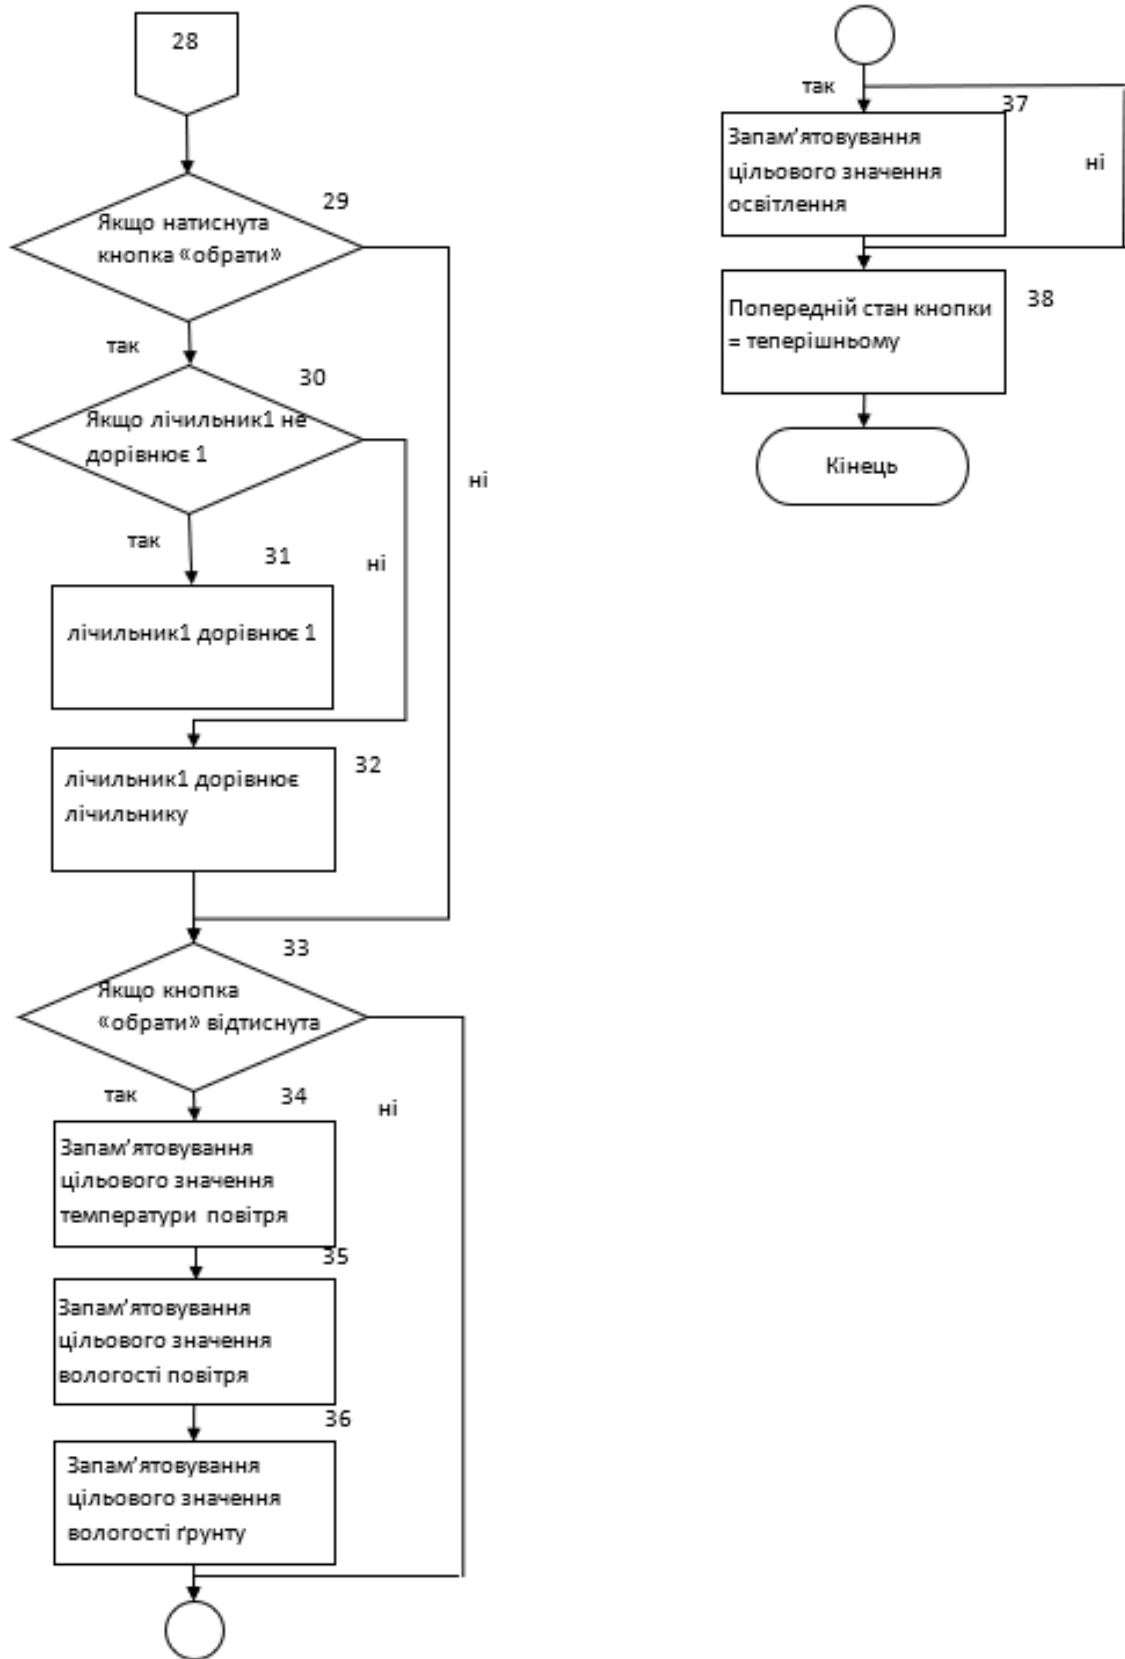 28
29
Якщо натиснута
кнопка «обрати»
так
30
Якщо лічильник1 не
дорівнює 1
ні
так
31
ні
лічильник1 дорівнює 1
32
лічильник1 дорівнює
лічильнику
33
Якщо кнопка
«обрати» відтиснута
так
34
ні
Запам'ятовування
цільового значення
температури повітря
35
Запам'ятовування
цільового значення
вологості повітря
36
Запам'ятовування
цільового значення
вологості ґрунту
так
37
Запам'ятовування
цільового значення
освітлення
ні
38
Попередній стан кнопки
= теперішньому
Кінець